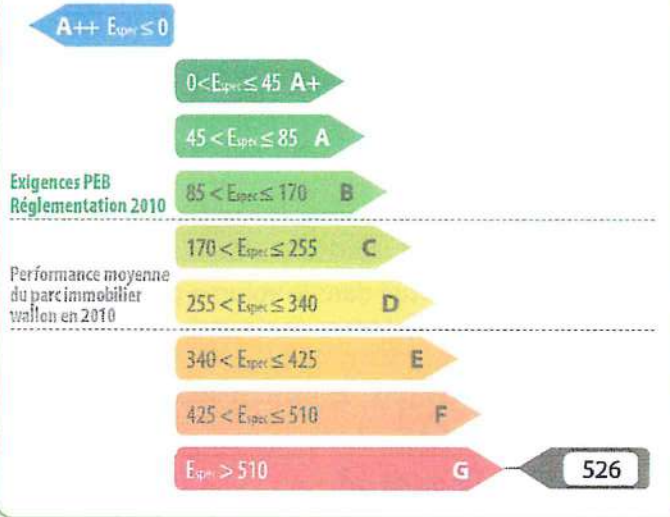 A++ Espec ≤ 0
0 < Espec ≤ 45 A+
45 < Espec ≤ 85 A
Exigences PEB
Réglementation 2010
85 < Espec ≤ 170 B
170 < Espec ≤ 255 C
Performance moyenne
du parc immobilier
wallon en 2010
255 < Espec ≤ 340 D
340 < Espec ≤ 425 E
425 < Espec ≤ 510 F
Espec > 510 G
526